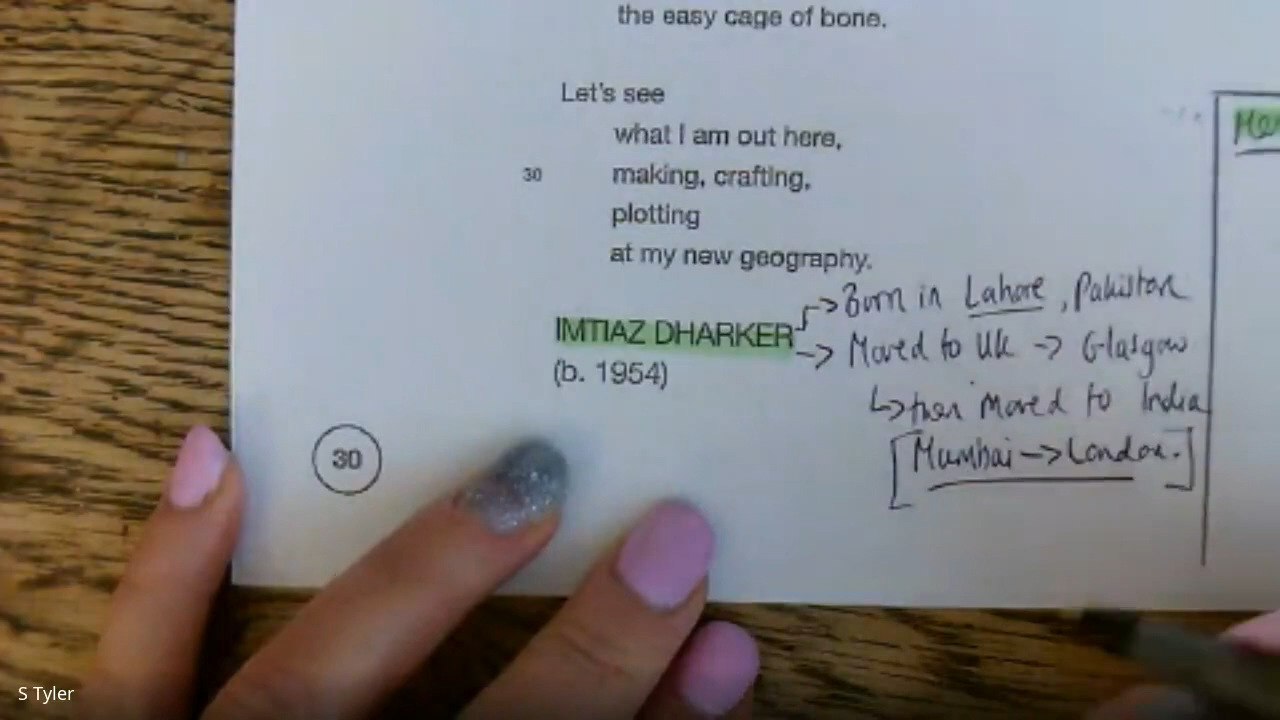 the easy cage of bone.
Let's see
what I am out here,
30 making, crafting,
plotting
at my new geography.
IMTIAZ DHARKER
(b. 1954)
-> Born in Lahore, Pakistan
-> Moved to UK -> Glasgow
↳ then moved to India
[Mumbai -> London.]
30
S Tyler